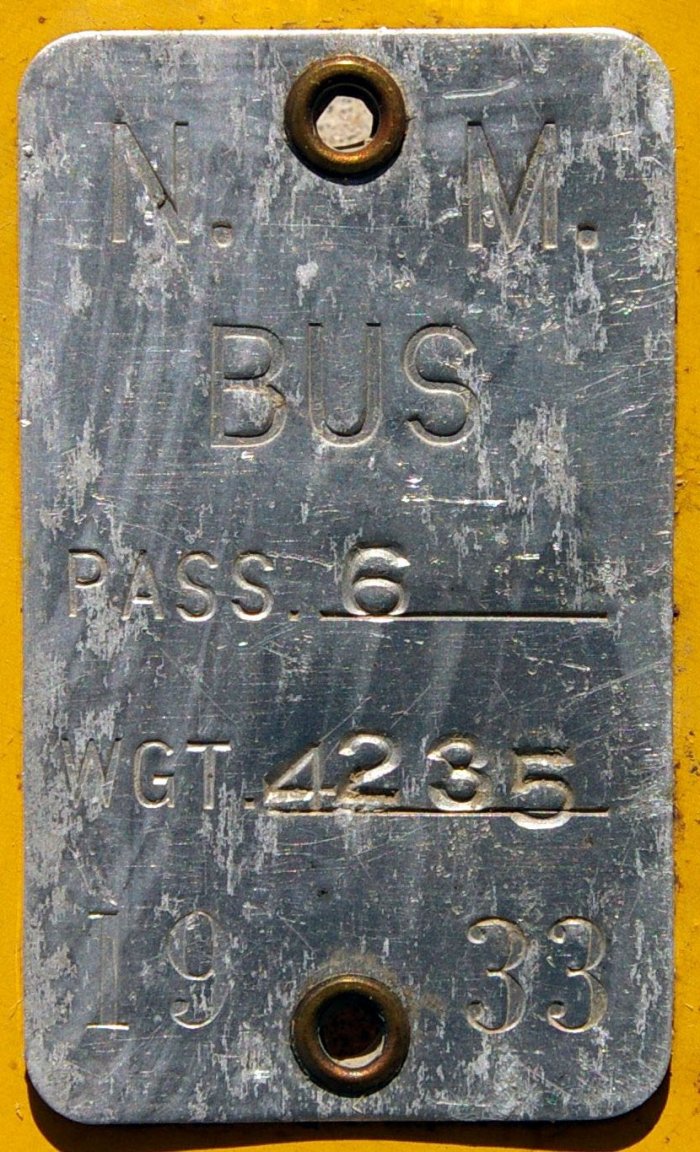 N. M.
BUS
PASS. 6
WGT. 4235
19 33